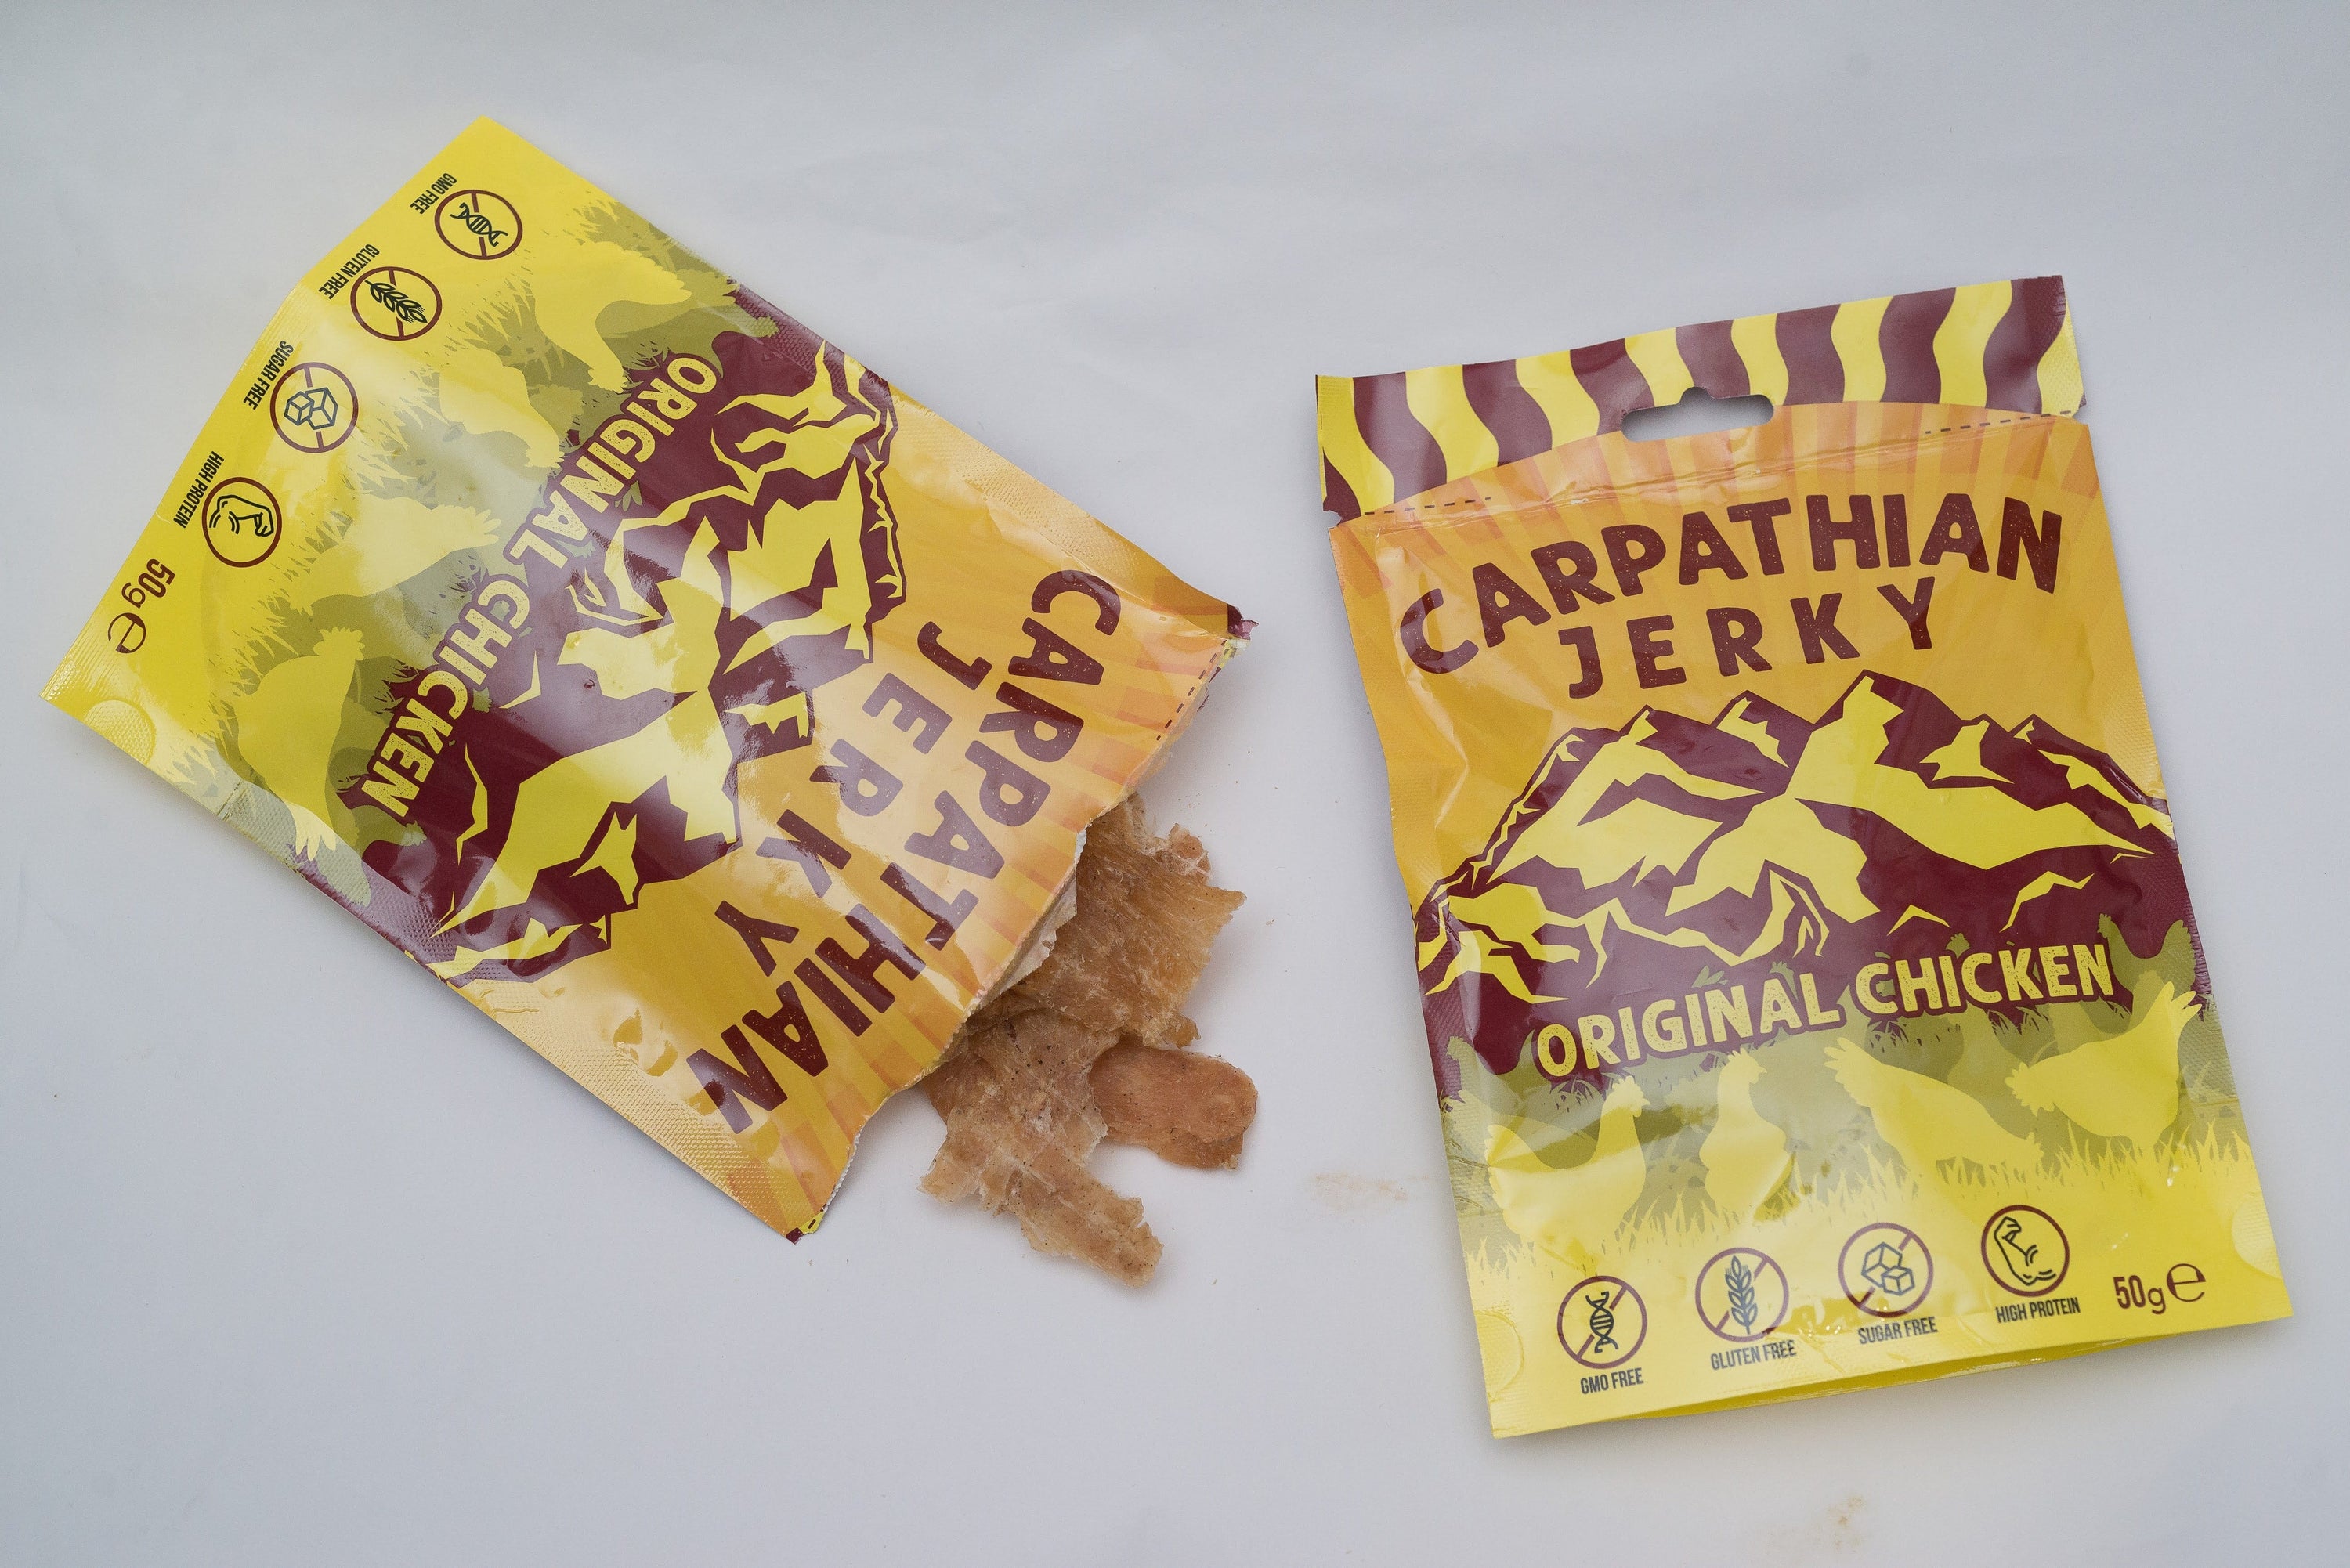 GMO FREE
GLUTEN FREE
SUGAR FREE
HIGH PROTEIN
50g e
ORIGINAL CHICKEN
CARPATHIAN
JERKY
CARPATHIAN
JERKY
ORIGINAL CHICKEN
GMO FREE
GLUTEN FREE
SUGAR FREE
HIGH PROTEIN
50g e